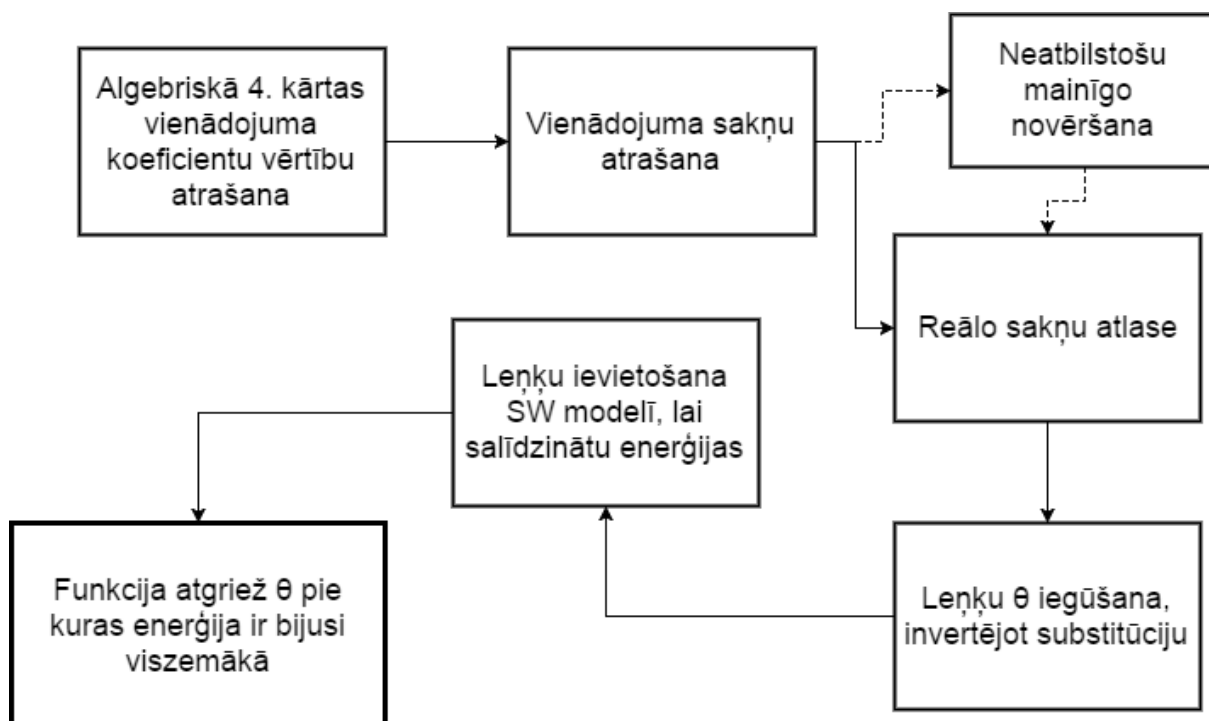 Algebriskā 4. kārtas
vienādojuma
koeficientu vērtību
atrašana
Vienādojuma sakņu
atrašana
Neatbilstošu
mainīgo
novēršana
Reālo sakņu atlase
Leņķu θ iegūšana,
invertējot substitūciju
Leņķu ievietošana
SW modelī, lai
salīdzinātu enerģijas
Funkcija atgriež θ pie
kuras enerģija ir bijusi
viszemākā